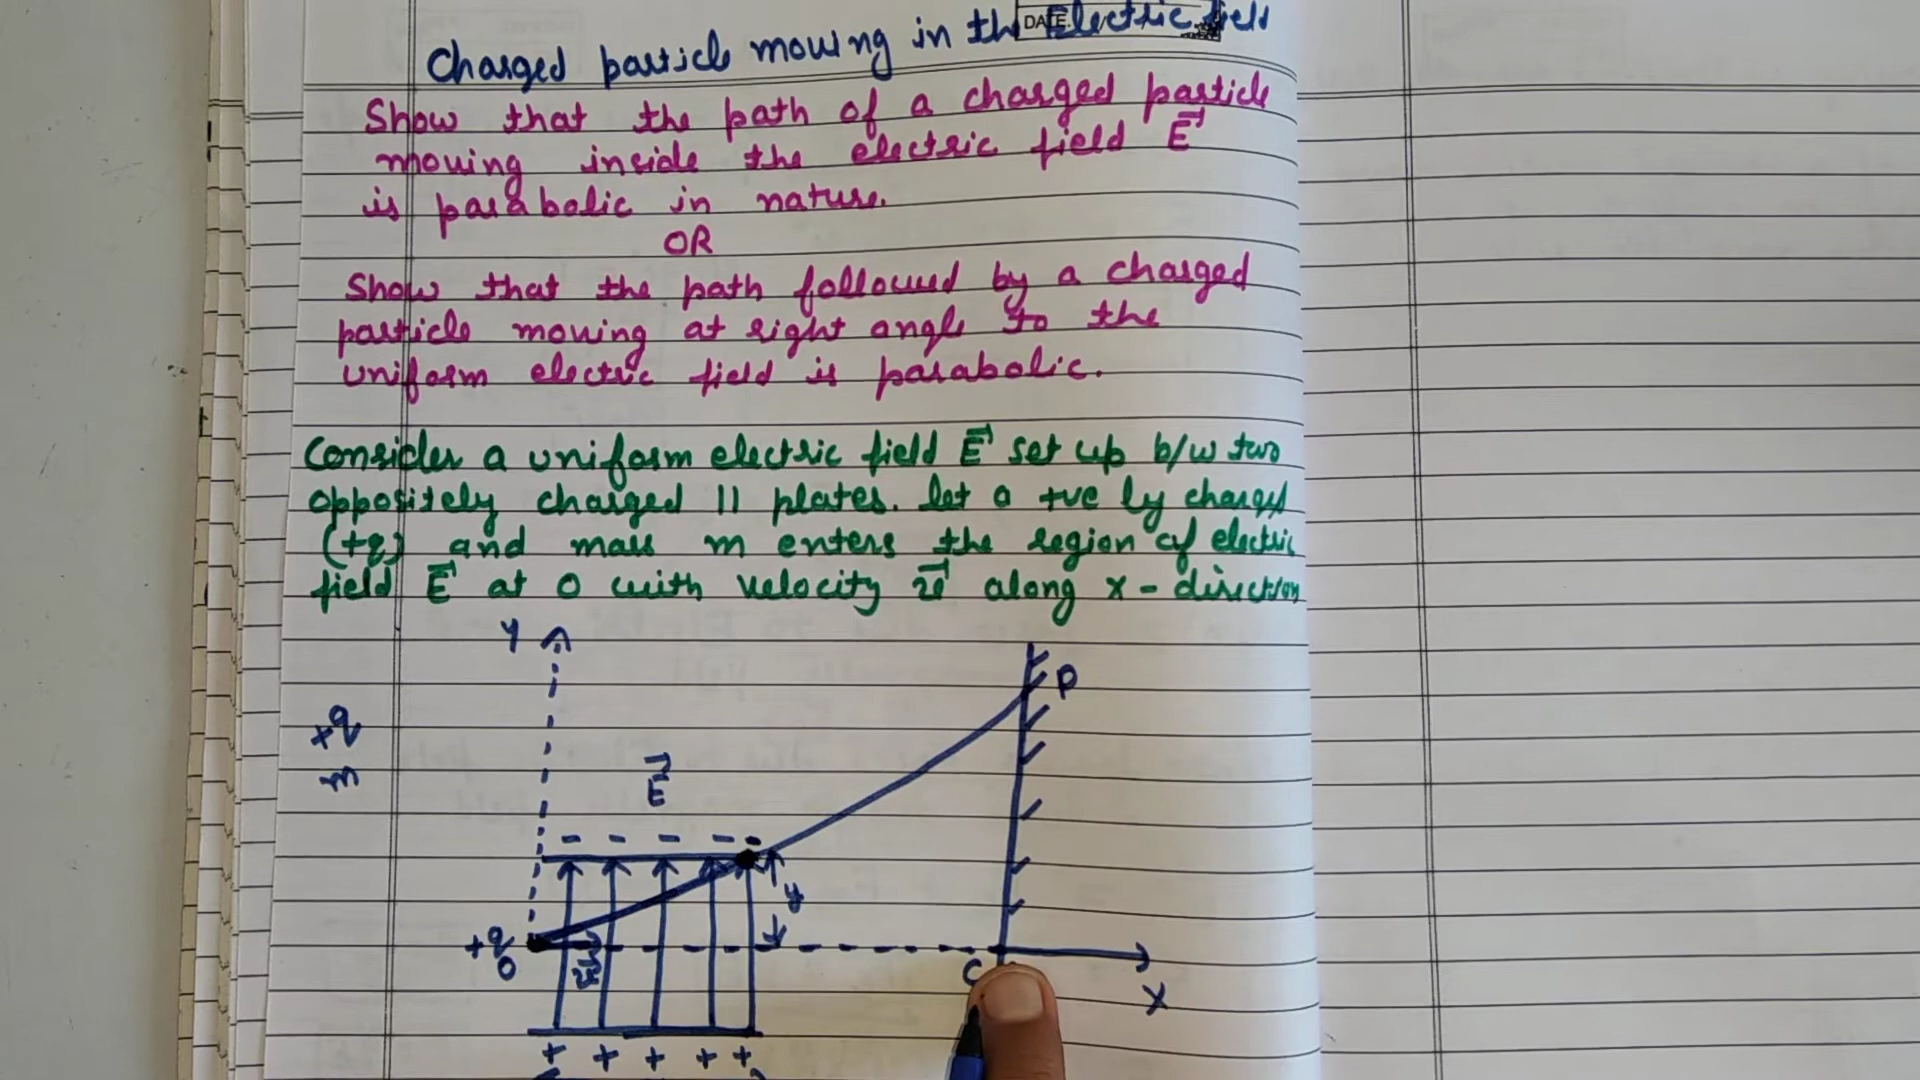 DATE
Charged particle moving in the Electric field
Show that the path of a charged particle
moving inside the electric field E⃗
is parabolic in nature.
OR
Show that the path followed by a charged
particle moving at right angle to the
uniform electric field is parabolic.
Consider a uniform electric field E⃗ set up b/w two
oppositely charged || plates. let a +ve ly charged
(+q) and mass m enters the region of electric
field E⃗ at O with velocity v⃗ along x - direction
Y
P
+q
m
E⃗
- - - - -
y
+q
O
v⃗
C
X
+ + + + +